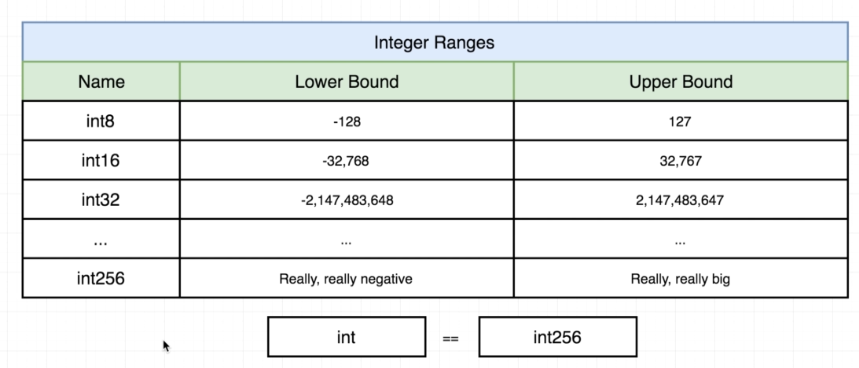 Integer Ranges
Name Lower Bound Upper Bound
int8 -128 127
int16 -32,768 32,767
int32 -2,147,483,648 2,147,483,647
... ... ...
int256 Really, really negative Really, really big
int == int256